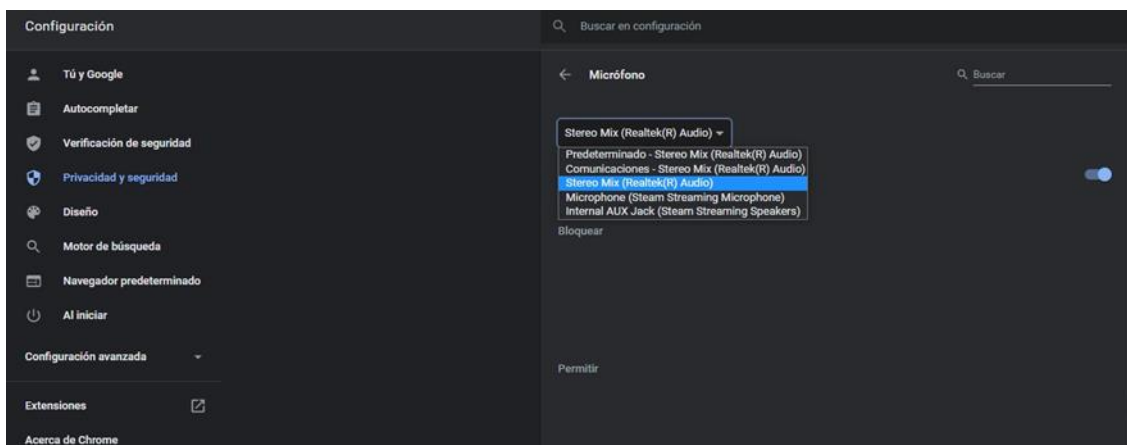 Configuración
Buscar en configuración
Tú y Google
Autocompletar
Verificación de seguridad
Privacidad y seguridad
Diseño
Motor de búsqueda
Navegador predeterminado
Al iniciar
Configuración avanzada
Extensiones
Acerca de Chrome
Micrófono
Buscar
Stereo Mix (Realtek(R) Audio)
Predeterminado - Stereo Mix (Realtek(R) Audio)
Comunicaciones - Stereo Mix (Realtek(R) Audio)
Stereo Mix (Realtek(R) Audio)
Microphone (Steam Streaming Microphone)
Internal AUX Jack (Steam Streaming Speakers)
Bloquear
Permitir